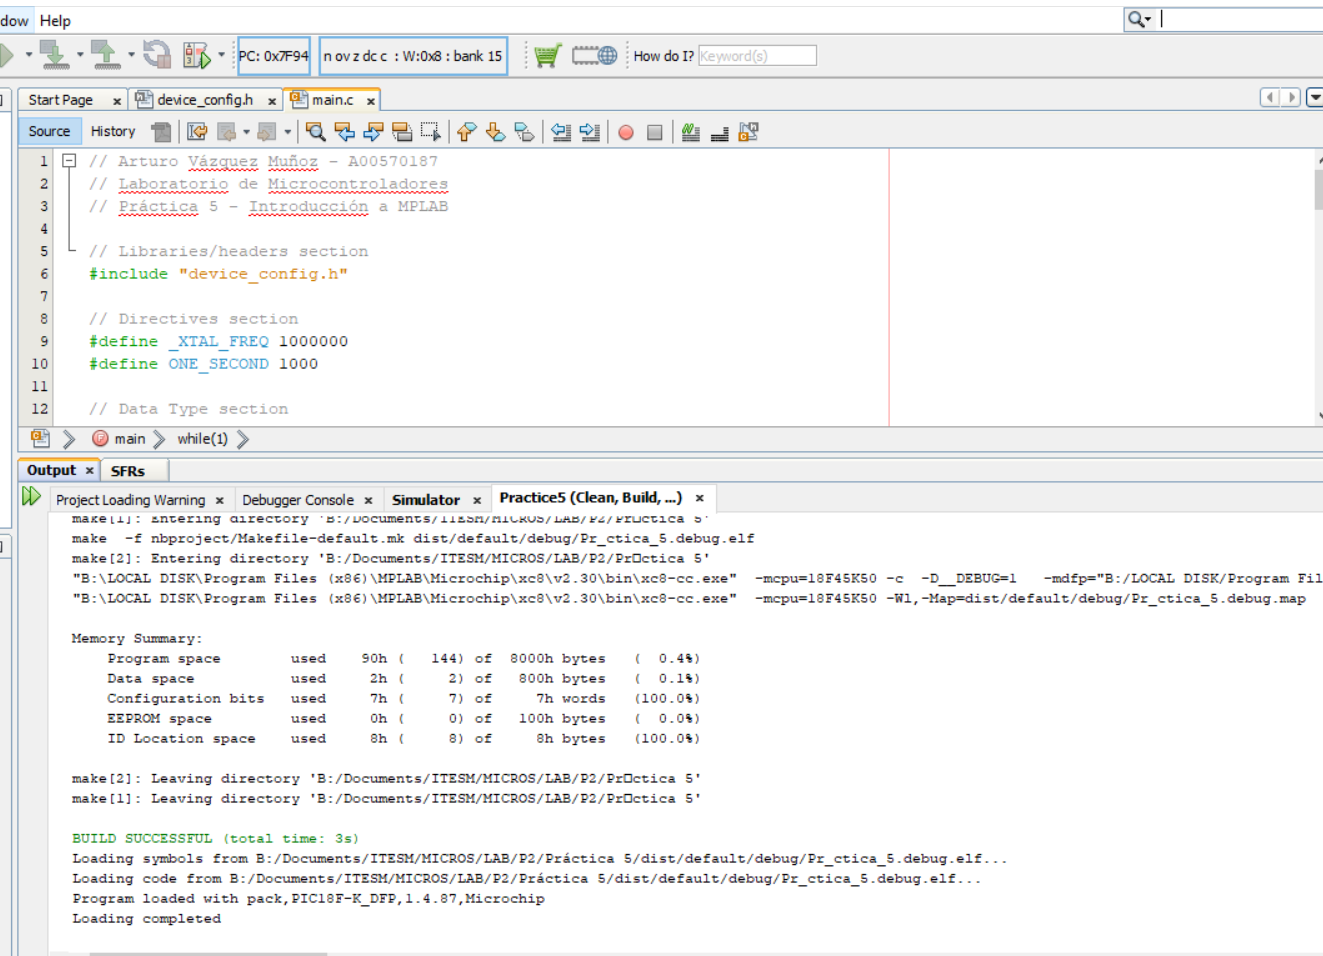 dow Help
PC: 0x7F94 n ov z dc c : W:0x8 : bank 15 How do I? Keyword(s)
Start Page x device_config.h x main.c x
Source History
1 // Arturo Vázquez Muñoz - A00570187
2 // Laboratorio de Microcontroladores
3 // Práctica 5 - Introducción a MPLAB
4
5 // Libraries/headers section
6 #include "device_config.h"
7
8 // Directives section
9 #define _XTAL_FREQ 1000000
10 #define ONE_SECOND 1000
11
12 // Data Type section
main while(1)
Output x SFRs
Project Loading Warning x Debugger Console x Simulator x Practice5 (Clean, Build, ...) x
make[1]: Entering directory 'B:/Documents/ITESM/MICROS/LAB/P2/Pr□ctica 5'
make -f nbproject/Makefile-default.mk dist/default/debug/Pr_ctica_5.debug.elf
make[2]: Entering directory 'B:/Documents/ITESM/MICROS/LAB/P2/Pr□ctica 5'
"B:\LOCAL DISK\Program Files (x86)\MPLAB\Microchip\xc8\v2.30\bin\xc8-cc.exe" -mcpu=18F45K50 -c -D__DEBUG=1 -mdfp="B:/LOCAL DISK/Program Fil
"B:\LOCAL DISK\Program Files (x86)\MPLAB\Microchip\xc8\v2.30\bin\xc8-cc.exe" -mcpu=18F45K50 -Wl,-Map=dist/default/debug/Pr_ctica_5.debug.map
Memory Summary:
Program space used 90h ( 144) of 8000h bytes ( 0.4%)
Data space used 2h ( 2) of 800h bytes ( 0.1%)
Configuration bits used 7h ( 7) of 7h words (100.0%)
EEPROM space used 0h ( 0) of 100h bytes ( 0.0%)
ID Location space used 8h ( 8) of 8h bytes (100.0%)
make[2]: Leaving directory 'B:/Documents/ITESM/MICROS/LAB/P2/Pr□ctica 5'
make[1]: Leaving directory 'B:/Documents/ITESM/MICROS/LAB/P2/Pr□ctica 5'
BUILD SUCCESSFUL (total time: 3s)
Loading symbols from B:/Documents/ITESM/MICROS/LAB/P2/Práctica 5/dist/default/debug/Pr_ctica_5.debug.elf...
Loading code from B:/Documents/ITESM/MICROS/LAB/P2/Práctica 5/dist/default/debug/Pr_ctica_5.debug.elf...
Program loaded with pack,PIC18F-K_DFP,1.4.87,Microchip
Loading completed